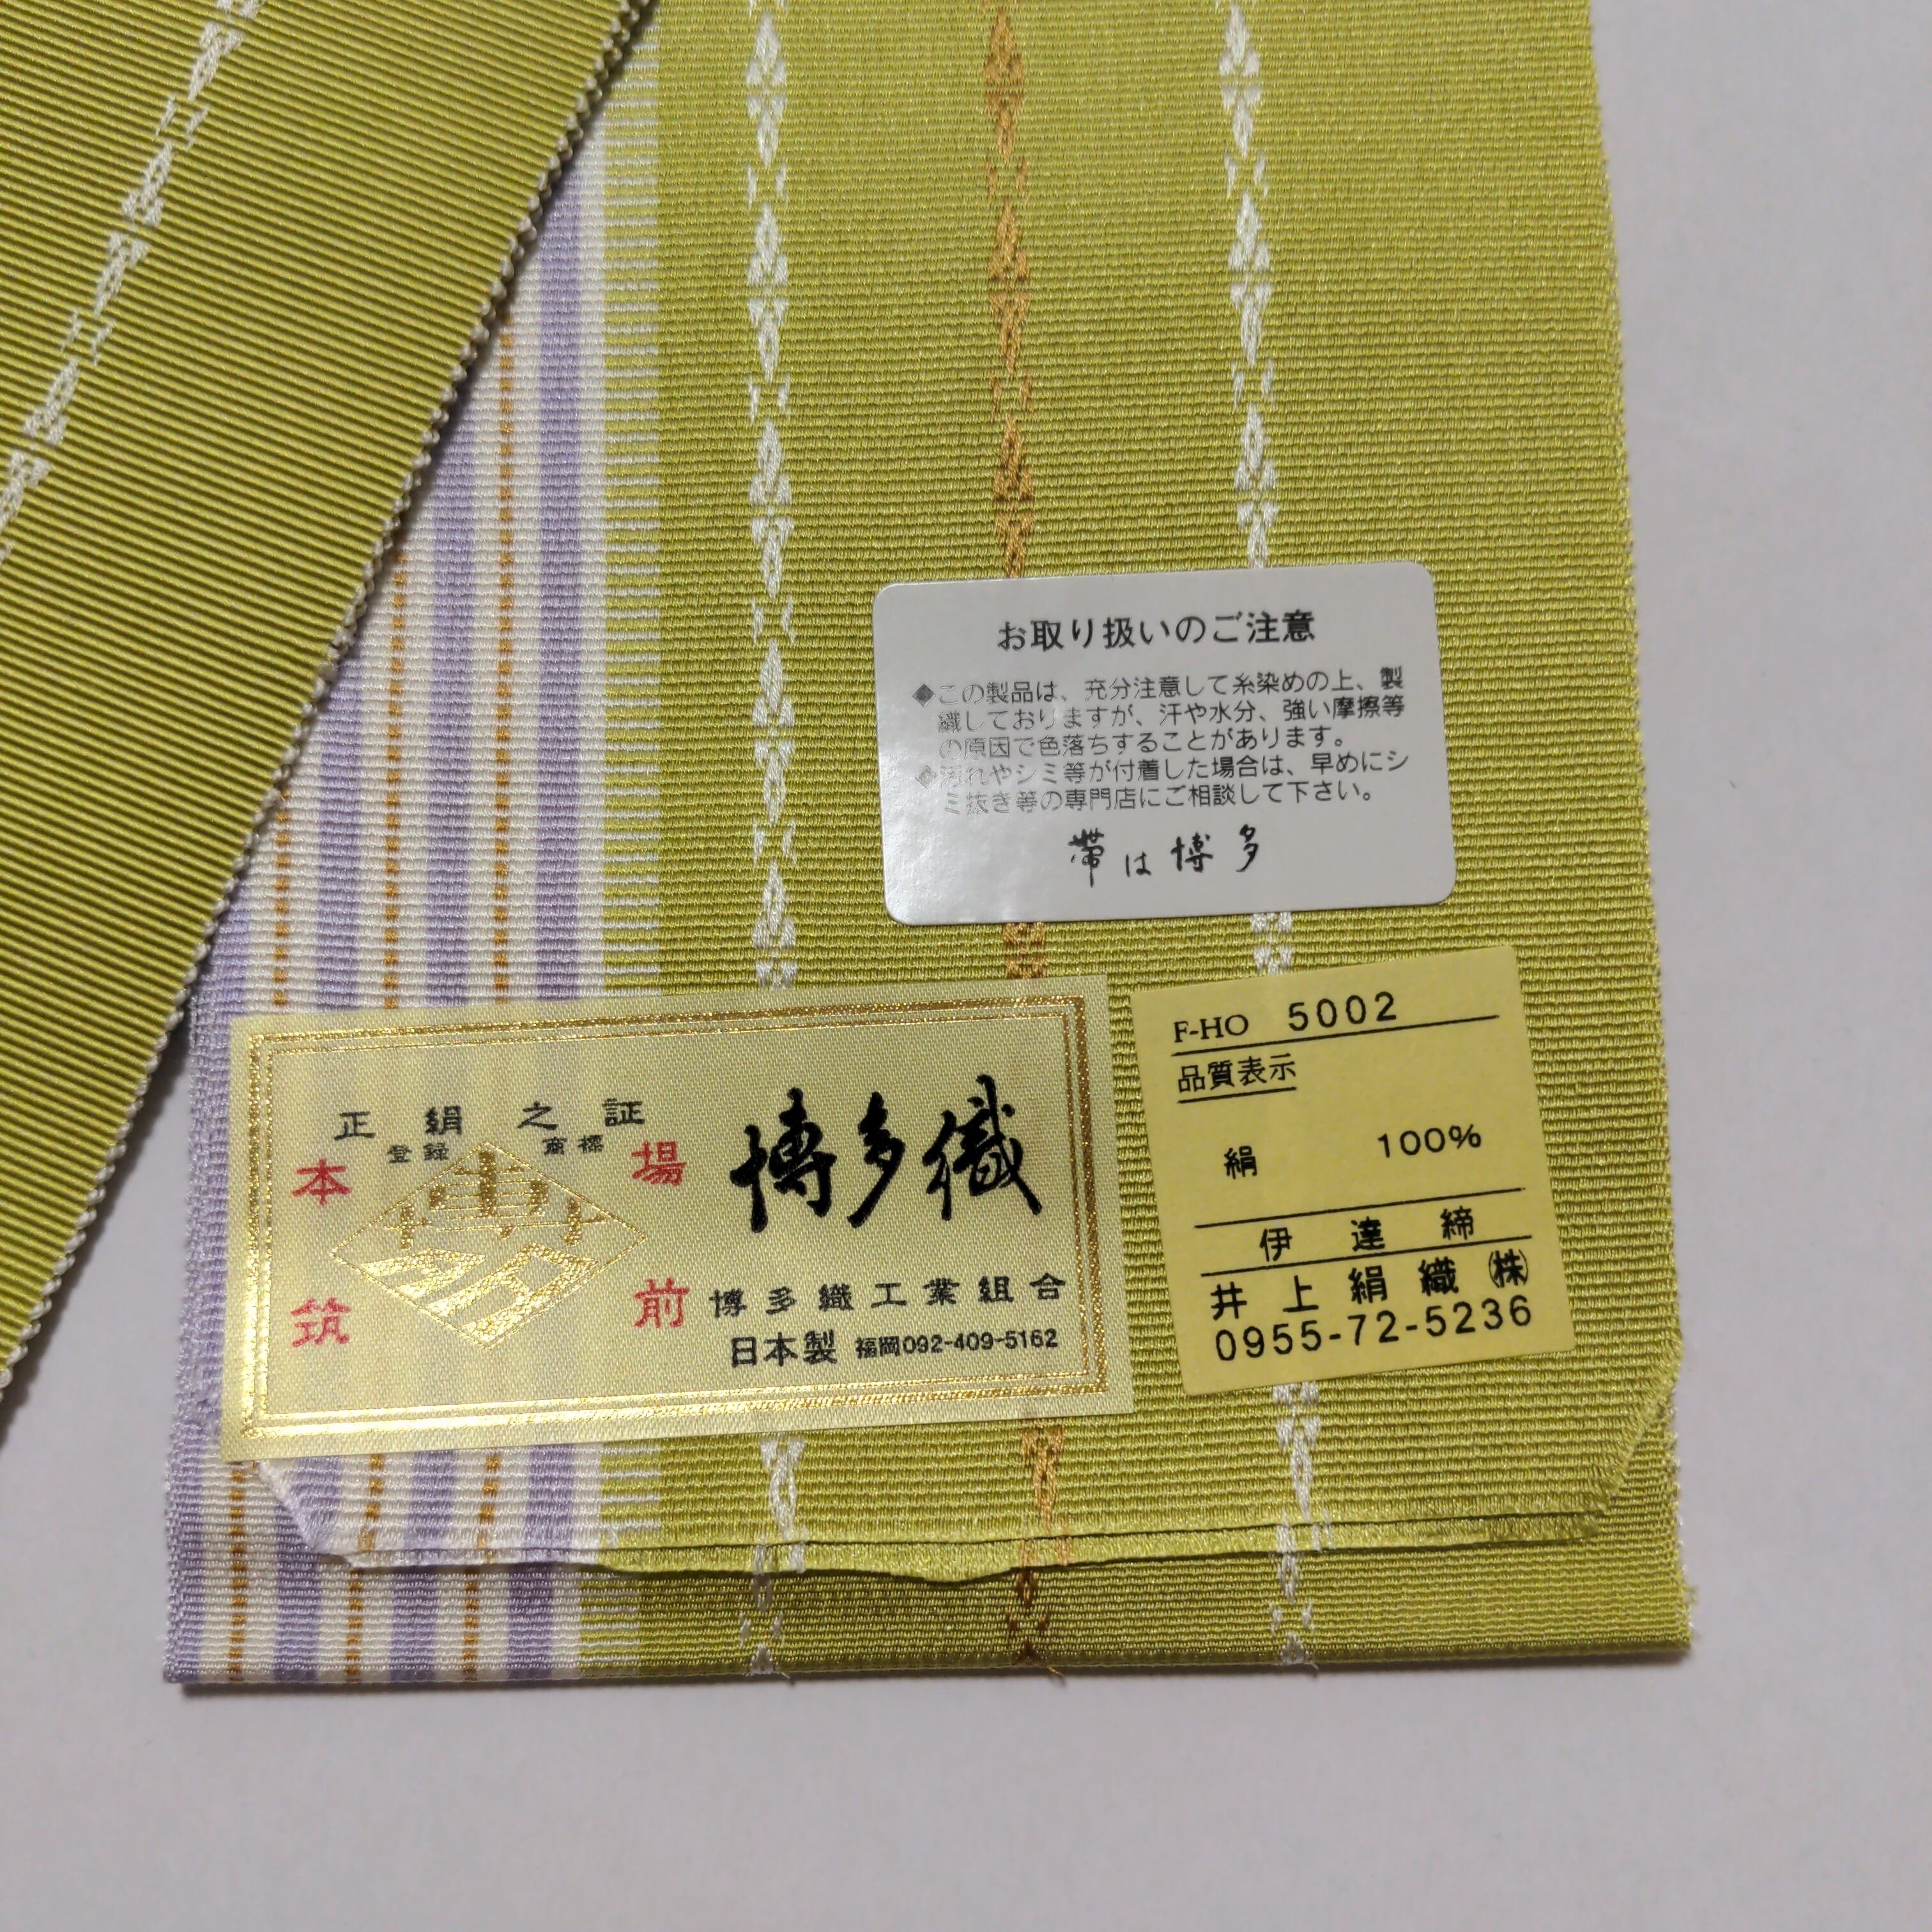 お取り扱いのご注意
◆この製品は、充分注意して糸染めの上、製
織しておりますが、汗や水分、強い摩擦等
の原因で色落ちすることがあります。
◆汚れやシミ等が付着した場合は、早めにシ
ミ抜き等の専門店にご相談して下さい。
帯は博多
正絹之証
登録 商標
本場
筑前
博多
博多織
博多織工業組合
日本製 福岡092-409-5162
F-HO 5002
品質表示
絹 100%
伊達締
井上絹織㈱
0955-72-5236